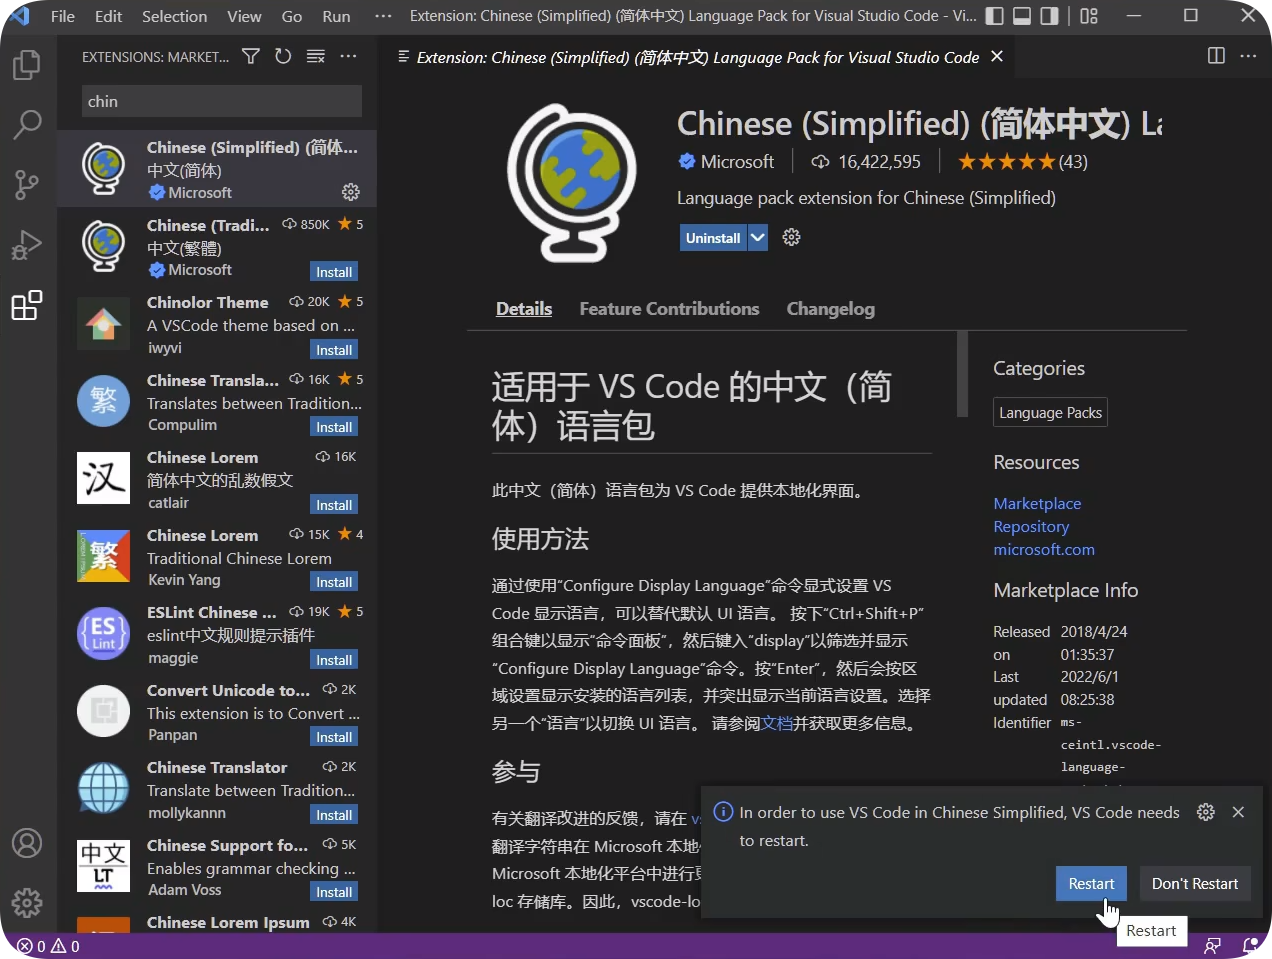 File Edit Selection View Go Run ··· Extension: Chinese (Simplified) (简体中文) Language Pack for Visual Studio Code - Vi...
EXTENSIONS: MARKET...
chin
Chinese (Simplified) (简体...
中文(简体)
Microsoft
Chinese (Tradi... 850K 5
中文(繁體)
Microsoft Install
Chinolor Theme 20K 5
A VSCode theme based on ...
iwyvi Install
繁
Chinese Transla... 16K 5
Translates between Tradition...
Compulim Install
汉
Chinese Lorem 16K
简体中文的乱数假文
catlair Install
繁
Chinese Lorem 15K 4
Traditional Chinese Lorem
Kevin Yang Install
{ES}
Lint
ESLint Chinese ... 19K 5
eslint中文规则提示插件
maggie Install
Convert Unicode to... 2K
This extension is to Convert ...
Panpan Install
Chinese Translator 2K
Translate between Tradition...
mollykannn Install
中文
LT
Chinese Support fo... 5K
Enables grammar checking ...
Adam Voss Install
Chinese Lorem Ipsum 4K
Extension: Chinese (Simplified) (简体中文) Language Pack for Visual Studio Code
Chinese (Simplified) (简体中文) La
Microsoft 16,422,595 (43)
Language pack extension for Chinese (Simplified)
Uninstall
Details Feature Contributions Changelog
适用于 VS Code 的中文（简
体）语言包
此中文（简体）语言包为 VS Code 提供本地化界面。
使用方法
通过使用“Configure Display Language”命令显式设置 VS
Code 显示语言，可以替代默认 UI 语言。 按下“Ctrl+Shift+P”
组合键以显示“命令面板”，然后键入“display”以筛选并显示
“Configure Display Language”命令。按“Enter”，然后会按区
域设置显示安装的语言列表，并突出显示当前语言设置。选择
另一个“语言”以切换 UI 语言。 请参阅文档并获取更多信息。
参与
有关翻译改进的反馈，请在 vs
翻译字符串在 Microsoft 本地
Microsoft 本地化平台中进行更
loc 存储库。因此，vscode-lo
Categories
Language Packs
Resources
Marketplace
Repository
microsoft.com
Marketplace Info
Released on 2018/4/24 01:35:37
Last updated 2022/6/1 08:25:38
Identifier ms-
ceintl.vscode-
language-
In order to use VS Code in Chinese Simplified, VS Code needs
to restart.
Restart Don't Restart
Restart
0 0